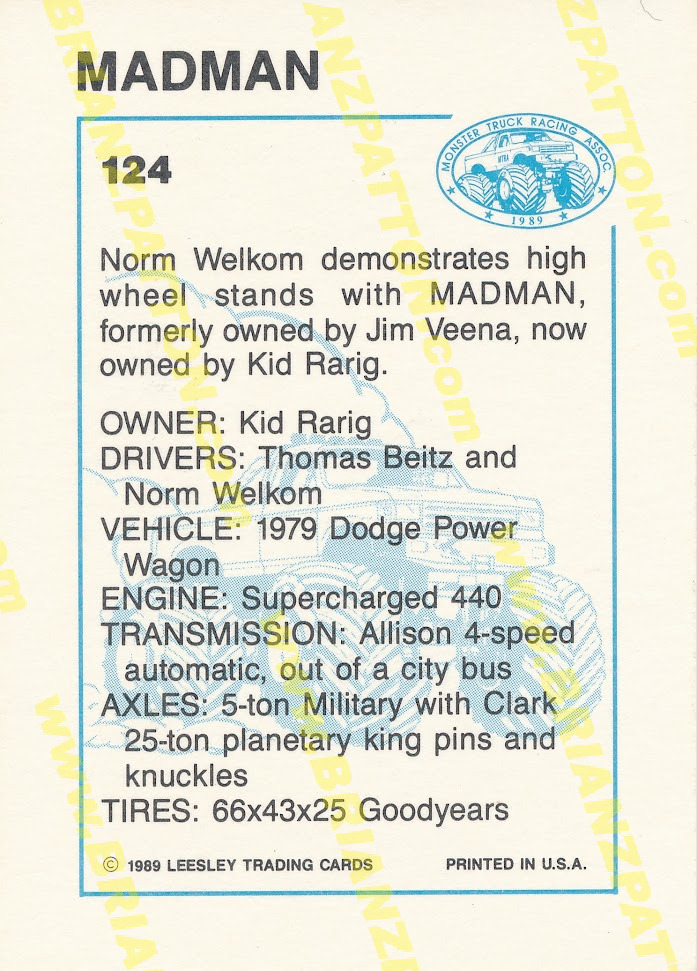 MADMAN
124
MONSTER TRUCK RACING ASSOC.
MTRA
1989
Norm Welkom demonstrates high
wheel stands with MADMAN,
formerly owned by Jim Veena, now
owned by Kid Rarig.
OWNER: Kid Rarig
DRIVERS: Thomas Beitz and
Norm Welkom
VEHICLE: 1979 Dodge Power
Wagon
ENGINE: Supercharged 440
TRANSMISSION: Allison 4-speed
automatic, out of a city bus
AXLES: 5-ton Military with Clark
25-ton planetary king pins and
knuckles
TIRES: 66x43x25 Goodyears
© 1989 LEESLEY TRADING CARDS PRINTED IN U.S.A.
www.BRIANZPATTON.com